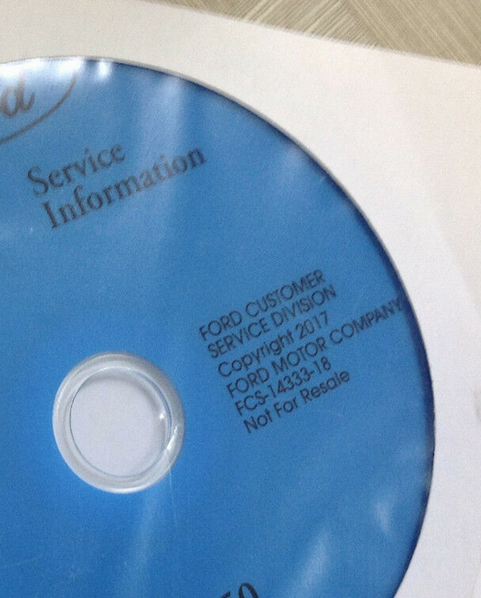 Service
Information
FORD CUSTOMER
SERVICE DIVISION
Copyright 2017
FORD MOTOR COMPANY
FCS-14333-18
Not For Resale